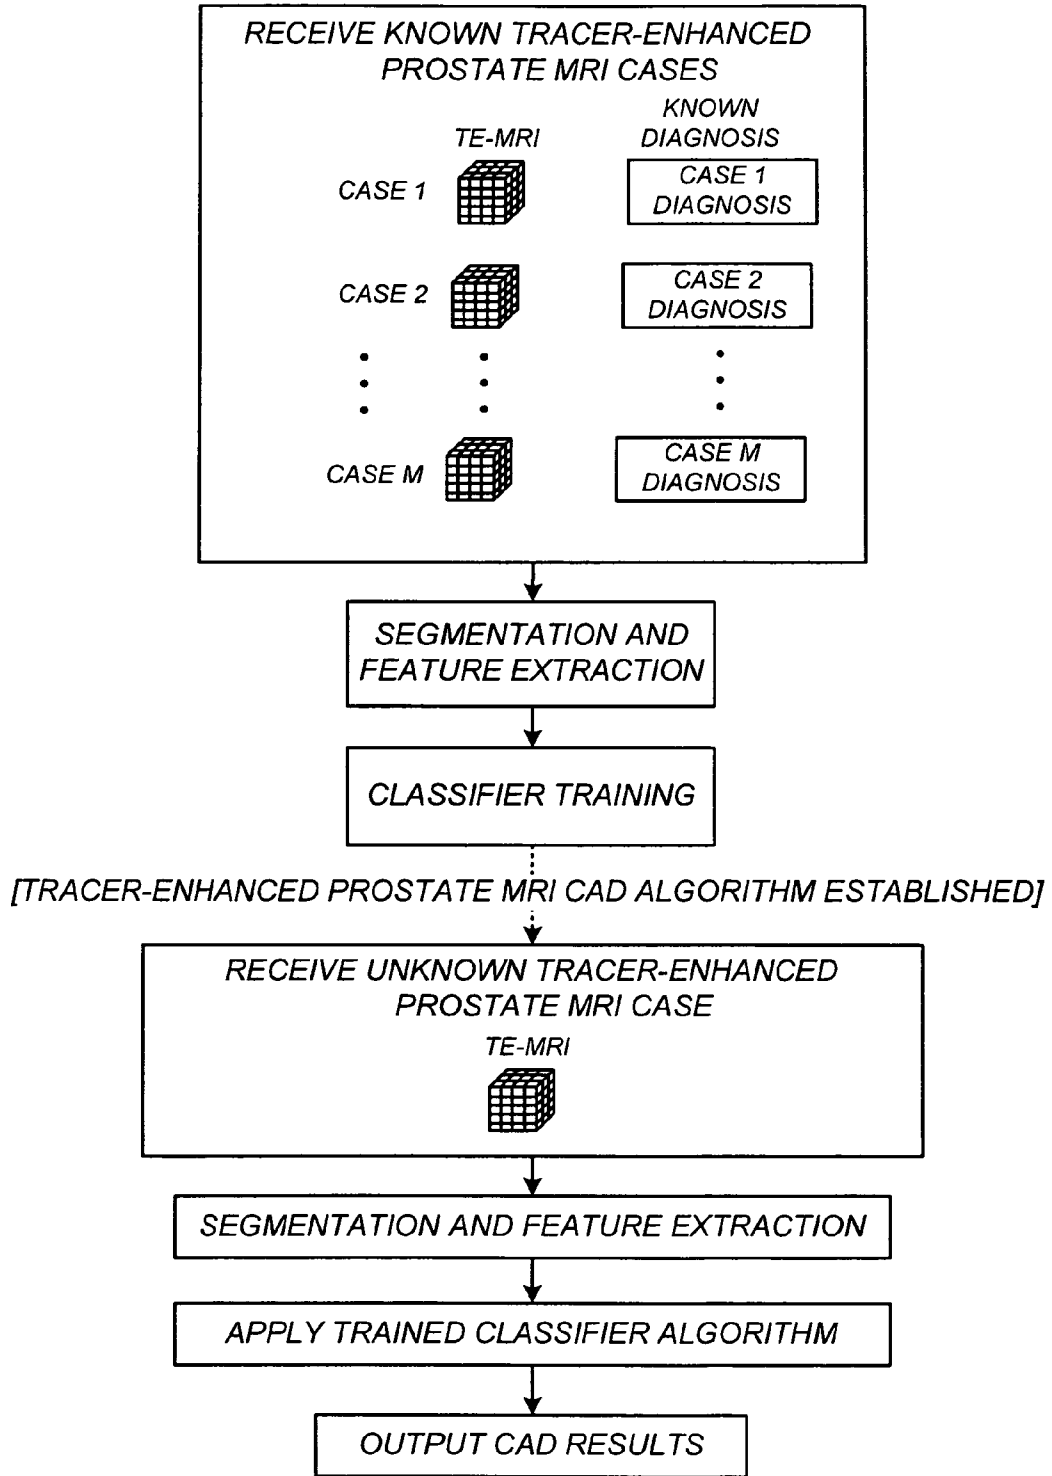 RECEIVE KNOWN TRACER-ENHANCED
PROSTATE MRI CASES
KNOWN
DIAGNOSIS
TE-MRI
CASE 1
CASE 1
DIAGNOSIS
CASE 2
CASE 2
DIAGNOSIS
CASE M
CASE M
DIAGNOSIS
SEGMENTATION AND
FEATURE EXTRACTION
CLASSIFIER TRAINING
[TRACER-ENHANCED PROSTATE MRI CAD ALGORITHM ESTABLISHED]
RECEIVE UNKNOWN TRACER-ENHANCED
PROSTATE MRI CASE
TE-MRI
SEGMENTATION AND FEATURE EXTRACTION
APPLY TRAINED CLASSIFIER ALGORITHM
OUTPUT CAD RESULTS